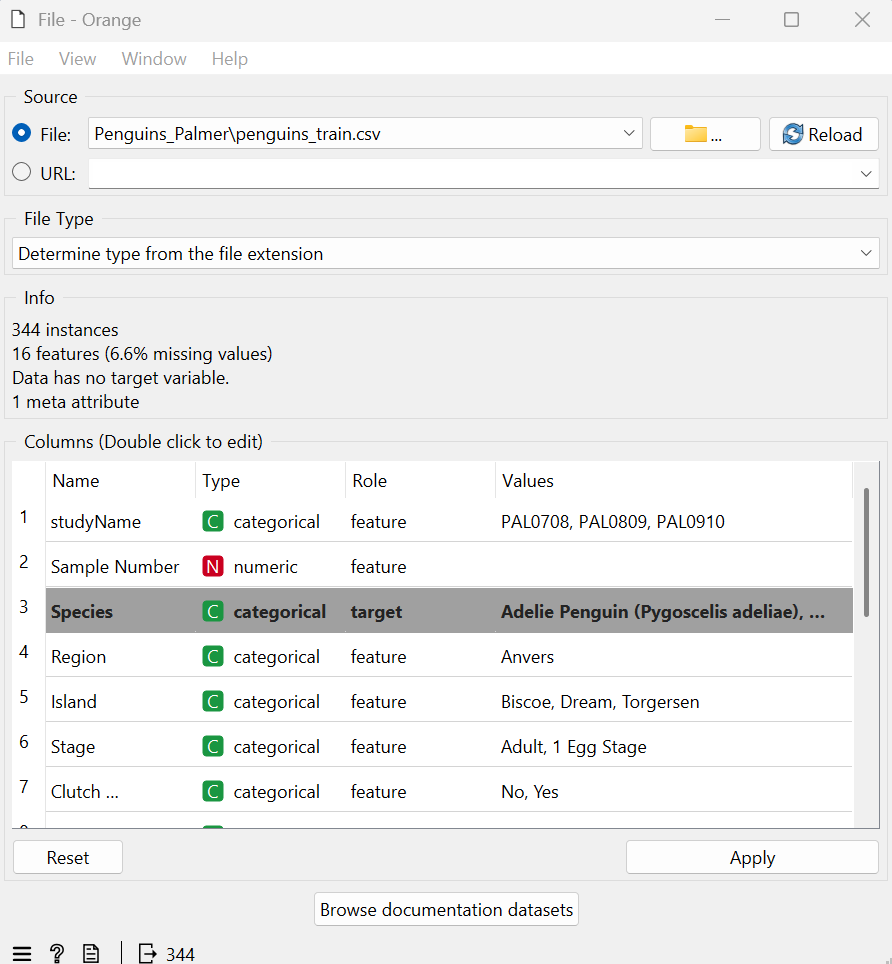 File - Orange
File View Window Help
Source
File: Penguins_Palmer\penguins_train.csv ... Reload
URL:
File Type
Determine type from the file extension
Info
344 instances
16 features (6.6% missing values)
Data has no target variable.
1 meta attribute
Columns (Double click to edit)
Name Type Role Values
1 studyName C categorical feature PAL0708, PAL0809, PAL0910
2 Sample Number N numeric feature
3 Species C categorical target Adelie Penguin (Pygoscelis adeliae), ...
4 Region C categorical feature Anvers
5 Island C categorical feature Biscoe, Dream, Torgersen
6 Stage C categorical feature Adult, 1 Egg Stage
7 Clutch ... C categorical feature No, Yes
Reset Apply
Browse documentation datasets
? 344